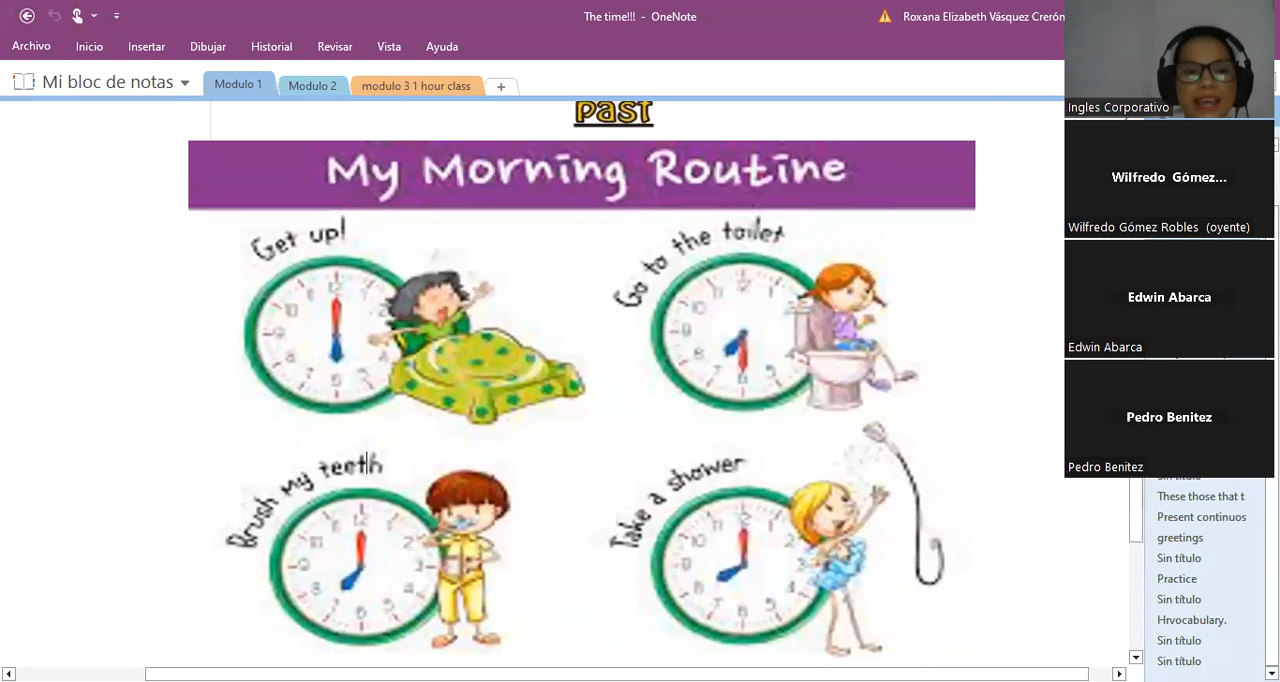 The time!!! - OneNote
Roxana Elizabeth Vásquez Crerón
Archivo Inicio Insertar Dibujar Historial Revisar Vista Ayuda
Mi bloc de notas Modulo 1 Modulo 2 modulo 3 1 hour class +
past
My Morning Routine
Get up!
Go to the toilet
Brush my teeth
Take a shower
Ingles Corporativo
Wilfredo Gómez...
Wilfredo Gómez Robles (oyente)
Edwin Abarca
Edwin Abarca
Pedro Benitez
Pedro Benitez
Sin título
These those that t
Present continuos
greetings
Sin título
Practice
Sin título
Hrvocabulary.
Sin título
Sin título